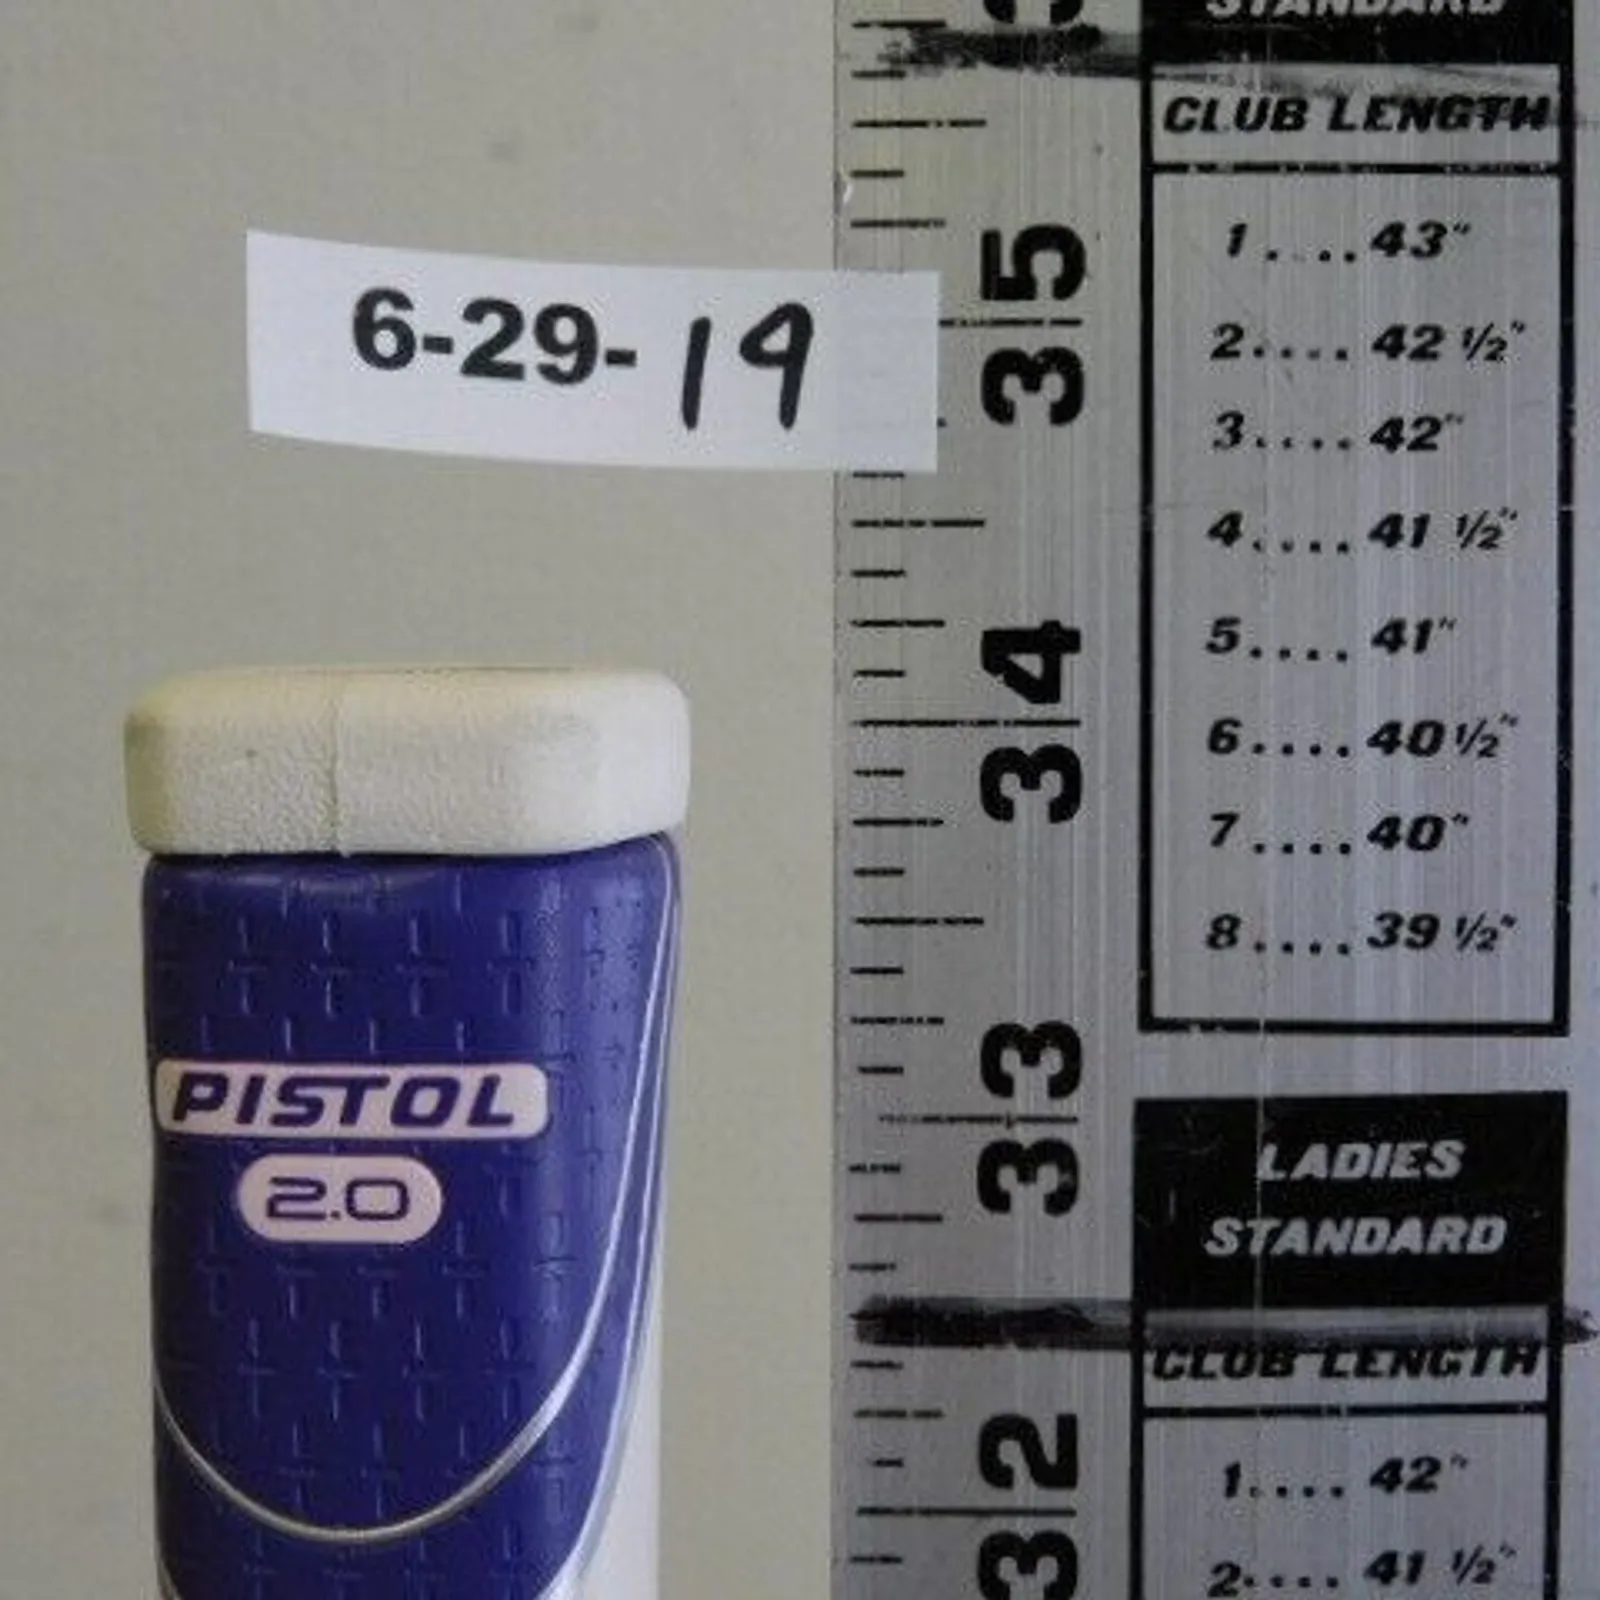 6-29-19
PISTOL
2.0
35
34
33
32
STANDARD
CLUB LENGTH
1....43"
2....42 ½"
3....42"
4....41 ½"
5....41"
6....40 ½"
7....40"
8....39 ½"
LADIES
STANDARD
CLUB LENGTH
1....42"
2....41 ½"